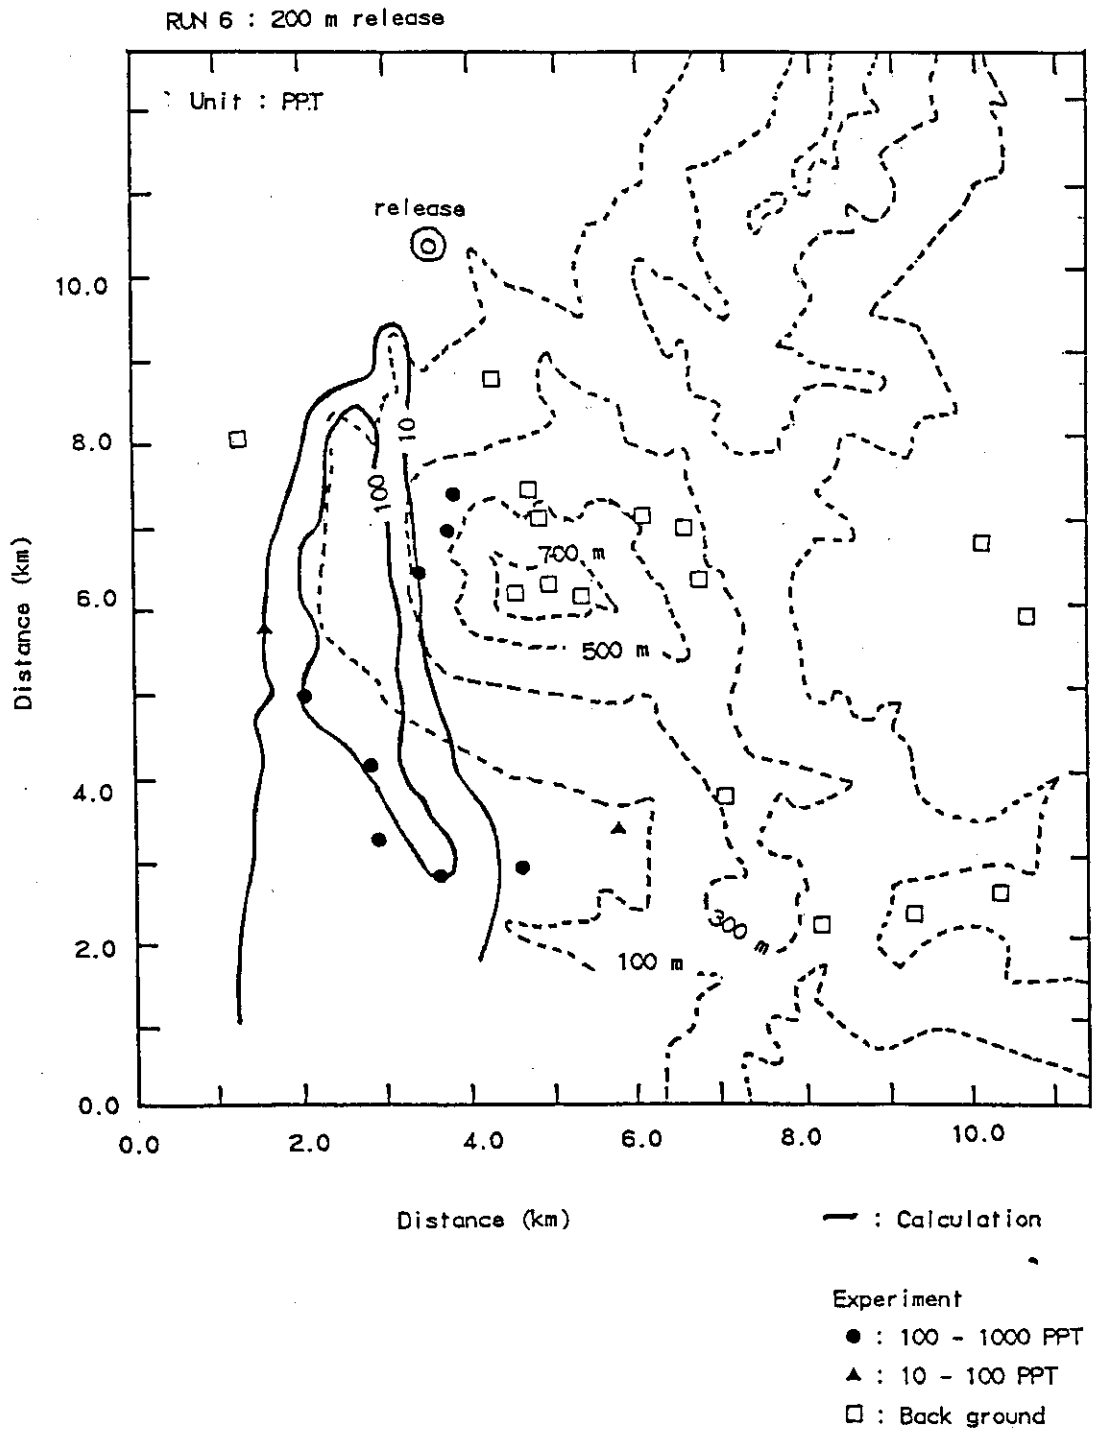 RUN 6 : 200 m release
Unit : PPT
release
10.0
8.0
6.0
4.0
2.0
0.0
Distance (km)
10
100
700 m
500 m
300 m
100 m
0.0 2.0 4.0 6.0 8.0 10.0
Distance (km)
: Calculation
Experiment
● : 100 - 1000 PPT
▲ : 10 - 100 PPT
□ : Back ground